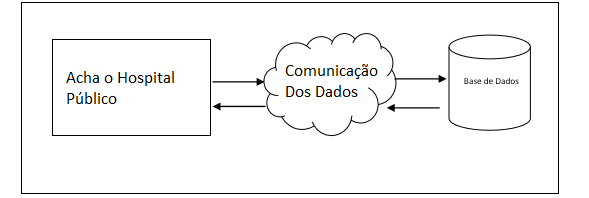 Acha o Hospital
Público
Comunicação
Dos Dados
Base de Dados